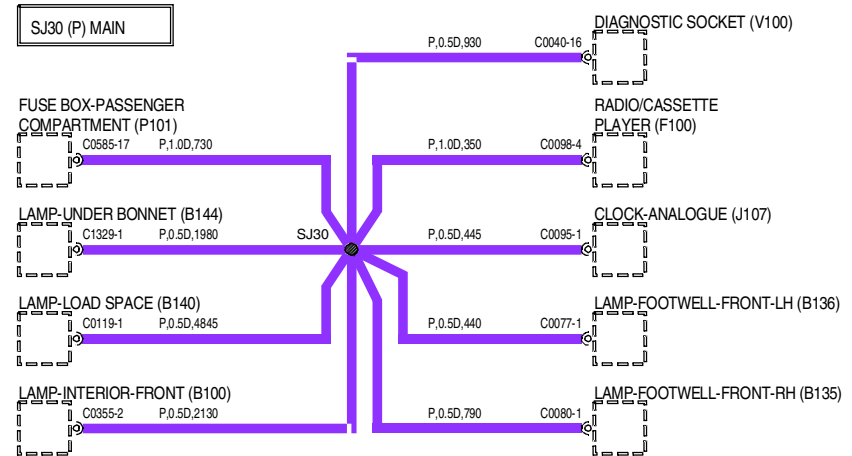 SJ30 (P) MAIN
DIAGNOSTIC SOCKET (V100)
P,0.5D,930
C0040-16
FUSE BOX-PASSENGER
COMPARTMENT (P101)
C0585-17
P,1.0D,730
RADIO/CASSETTE
PLAYER (F100)
P,1.0D,350
C0098-4
LAMP-UNDER BONNET (B144)
C1329-1
P,0.5D,1980
SJ30
CLOCK-ANALOGUE (J107)
P,0.5D,445
C0095-1
LAMP-LOAD SPACE (B140)
C0119-1
P,0.5D,4845
LAMP-FOOTWELL-FRONT-LH (B136)
P,0.5D,440
C0077-1
LAMP-INTERIOR-FRONT (B100)
C0355-2
P,0.5D,2130
LAMP-FOOTWELL-FRONT-RH (B135)
P,0.5D,790
C0080-1